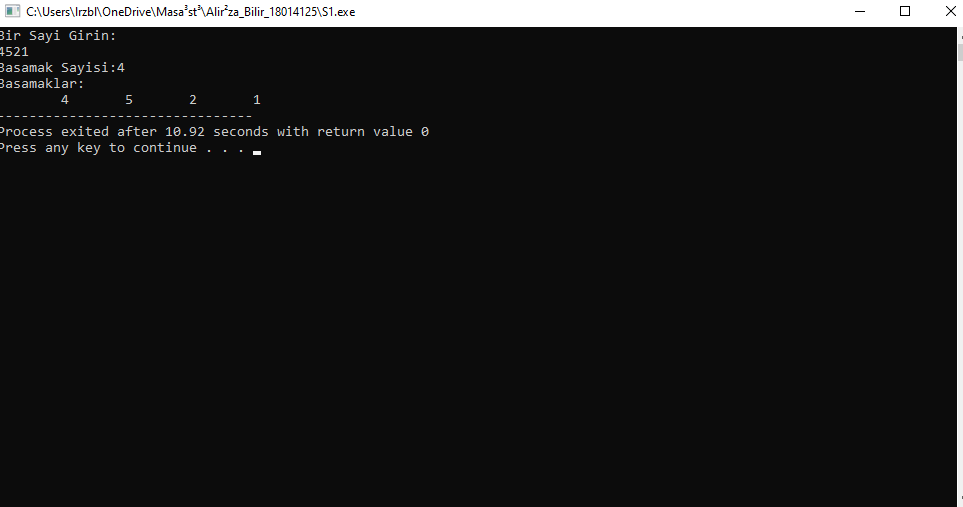 C:\Users\lrzbl\OneDrive\Masa³st³\Alir²za_Bilir_18014125\S1.exe
Bir Sayi Girin:
4521
Basamak Sayisi:4
Basamaklar:
4 5 2 1
--------------------------------
Process exited after 10.92 seconds with return value 0
Press any key to continue . . .